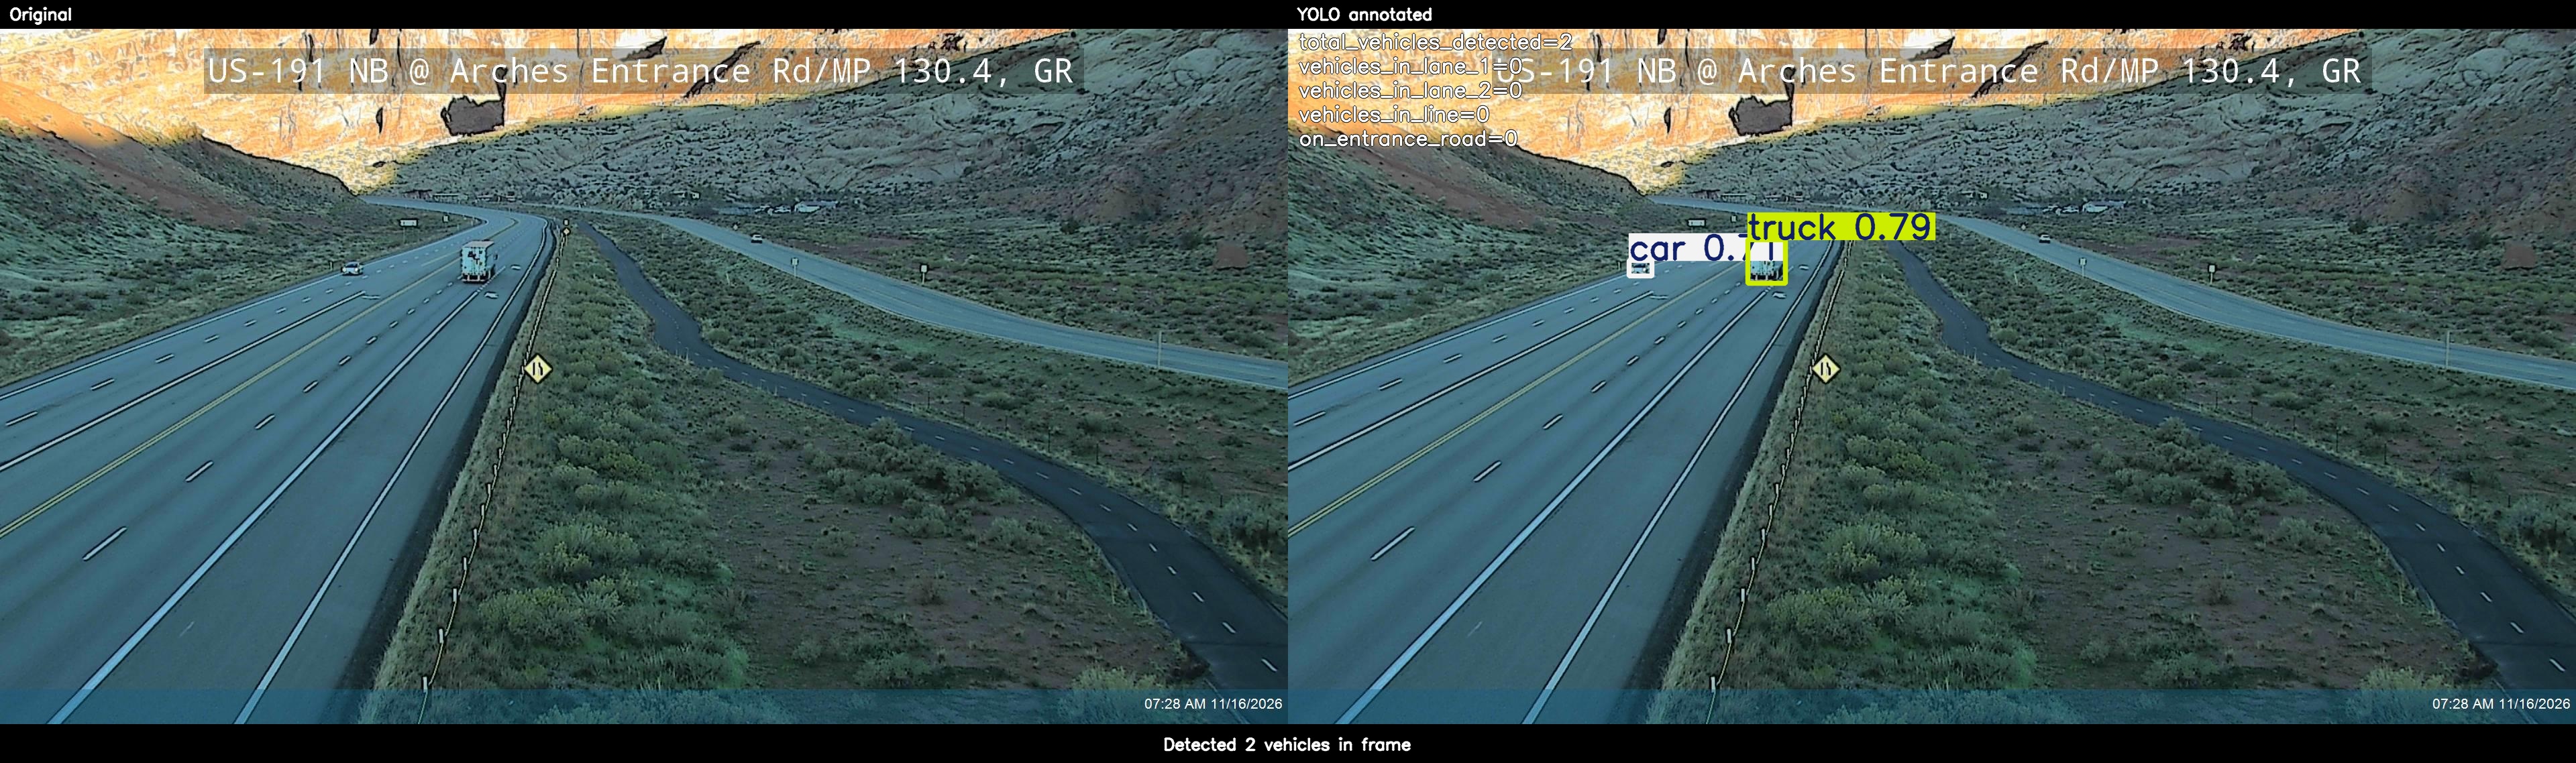 Original
US-191 NB @ Arches Entrance Rd/MP 130.4, GR
07:28 AM 11/16/2026
YOLO annotated
total_vehicles_detected=2
vehicles_in_lane_1=0
US-191 NB @ Arches Entrance Rd/MP 130.4, GR
vehicles_in_lane_2=0
vehicles_in_line=0
on_entrance_road=0
truck 0.79
car 0.71
07:28 AM 11/16/2026
Detected 2 vehicles in frame